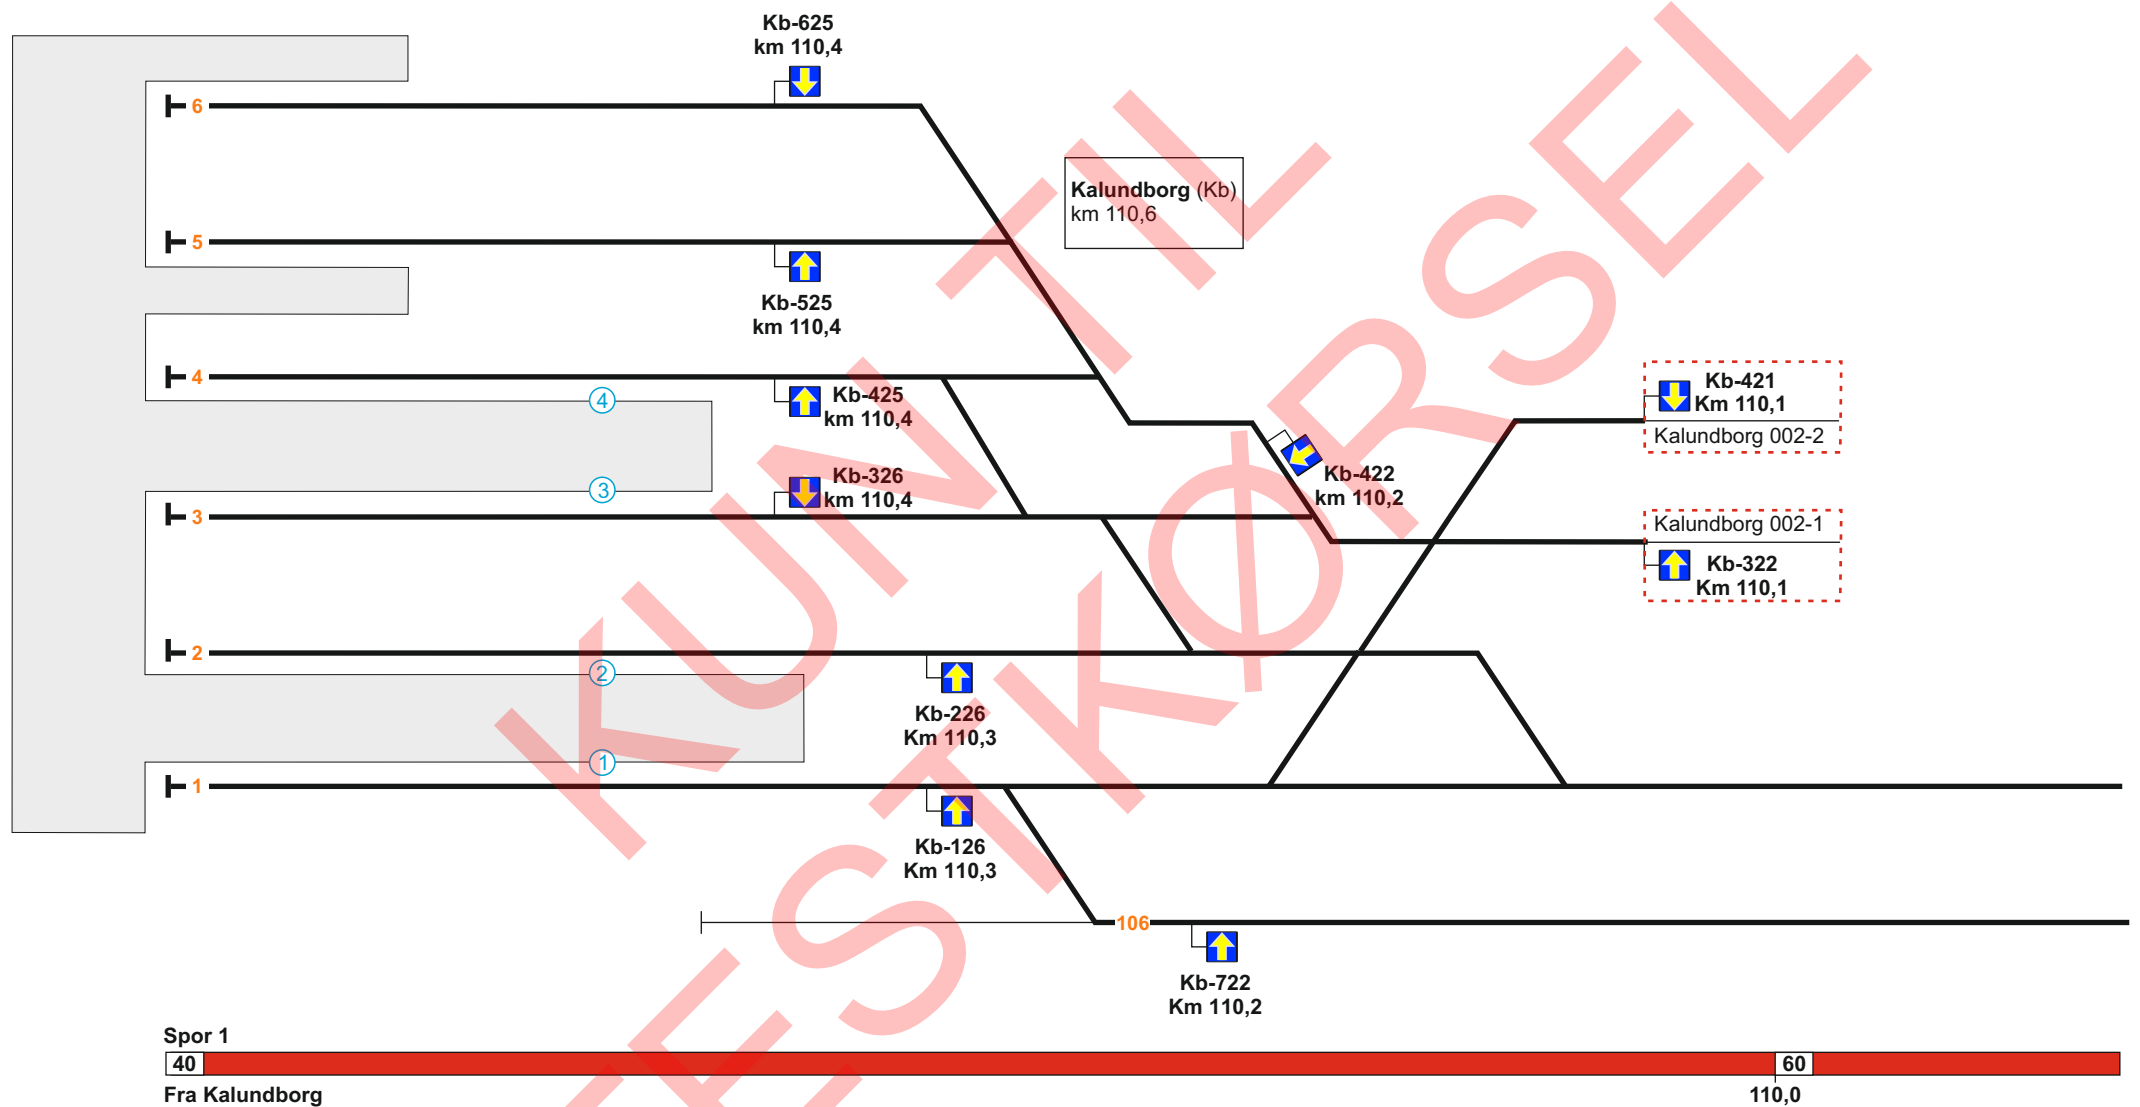 Kb-625
km 110,4
6
Kalundborg (Kb)
km 110,6
5
Kb-525
km 110,4
4
4
Kb-425
km 110,4
Kb-421
Km 110,1
Kalundborg 002-2
Kb-422
km 110,2
3
Kb-326
km 110,4
3
Kalundborg 002-1
Kb-322
Km 110,1
2
2
Kb-226
Km 110,3
1
1
Kb-126
Km 110,3
106
Kb-722
Km 110,2
KUN TIL
TESTKØRSEL
Spor 1
40
60
Fra Kalundborg
110,0